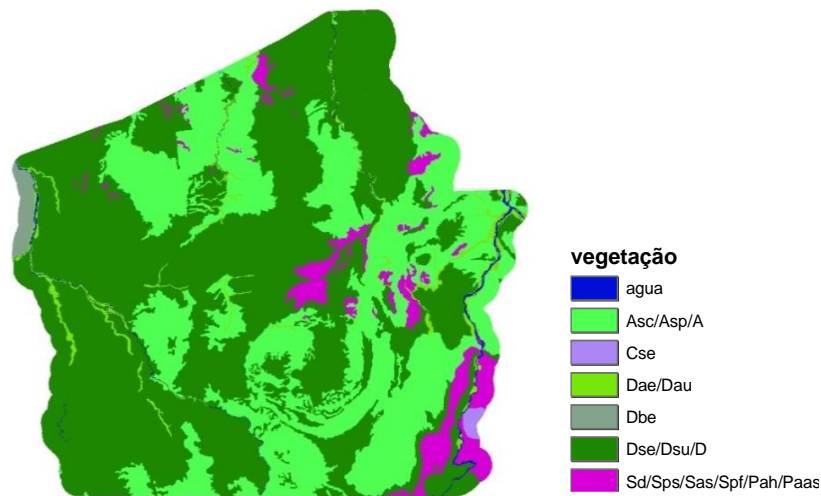 vegetação
agua
Asc/Asp/A
Cse
Dae/Dau
Dbe
Dse/Dsu/D
Sd/Sps/Sas/Spf/Pah/Paas